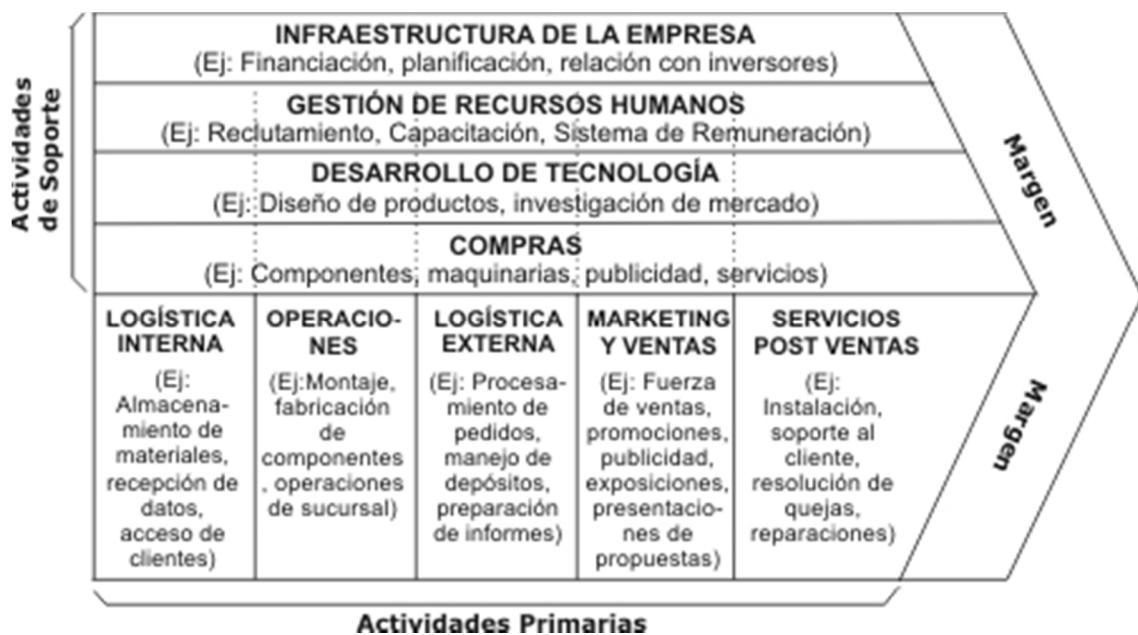 Actividades
de Soporte
INFRAESTRUCTURA DE LA EMPRESA
(Ej: Financiación, planificación, relación con inversores)
GESTIÓN DE RECURSOS HUMANOS
(Ej: Reclutamiento, Capacitación, Sistema de Remuneración)
DESARROLLO DE TECNOLOGÍA
(Ej: Diseño de productos, investigación de mercado)
COMPRAS
(Ej: Componentes, maquinarias, publicidad, servicios)
Margen
LOGÍSTICA
INTERNA
(Ej:
Almacena-
miento de
materiales,
recepción de
datos,
acceso de
clientes)
OPERACIO-
NES
(Ej:Montaje,
fabricación
de
componentes
, operaciones
de sucursal)
LOGÍSTICA
EXTERNA
(Ej: Procesa-
miento de
pedidos,
manejo de
depósitos,
preparación
de informes)
MARKETING
Y VENTAS
(Ej: Fuerza
de ventas,
promociones,
publicidad,
exposiciones,
presentacio-
nes de
propuestas)
SERVICIOS
POST VENTAS
(Ej:
Instalación,
soporte al
cliente,
resolución de
quejas,
reparaciones)
Margen
Actividades Primarias